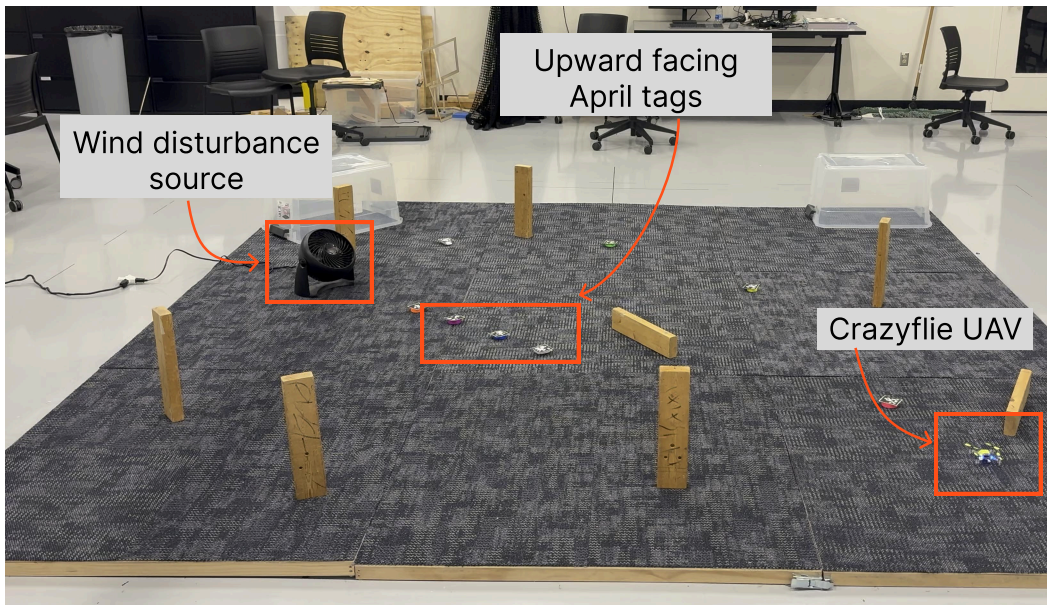 Upward facing
April tags
Wind disturbance
source
Crazyflie UAV